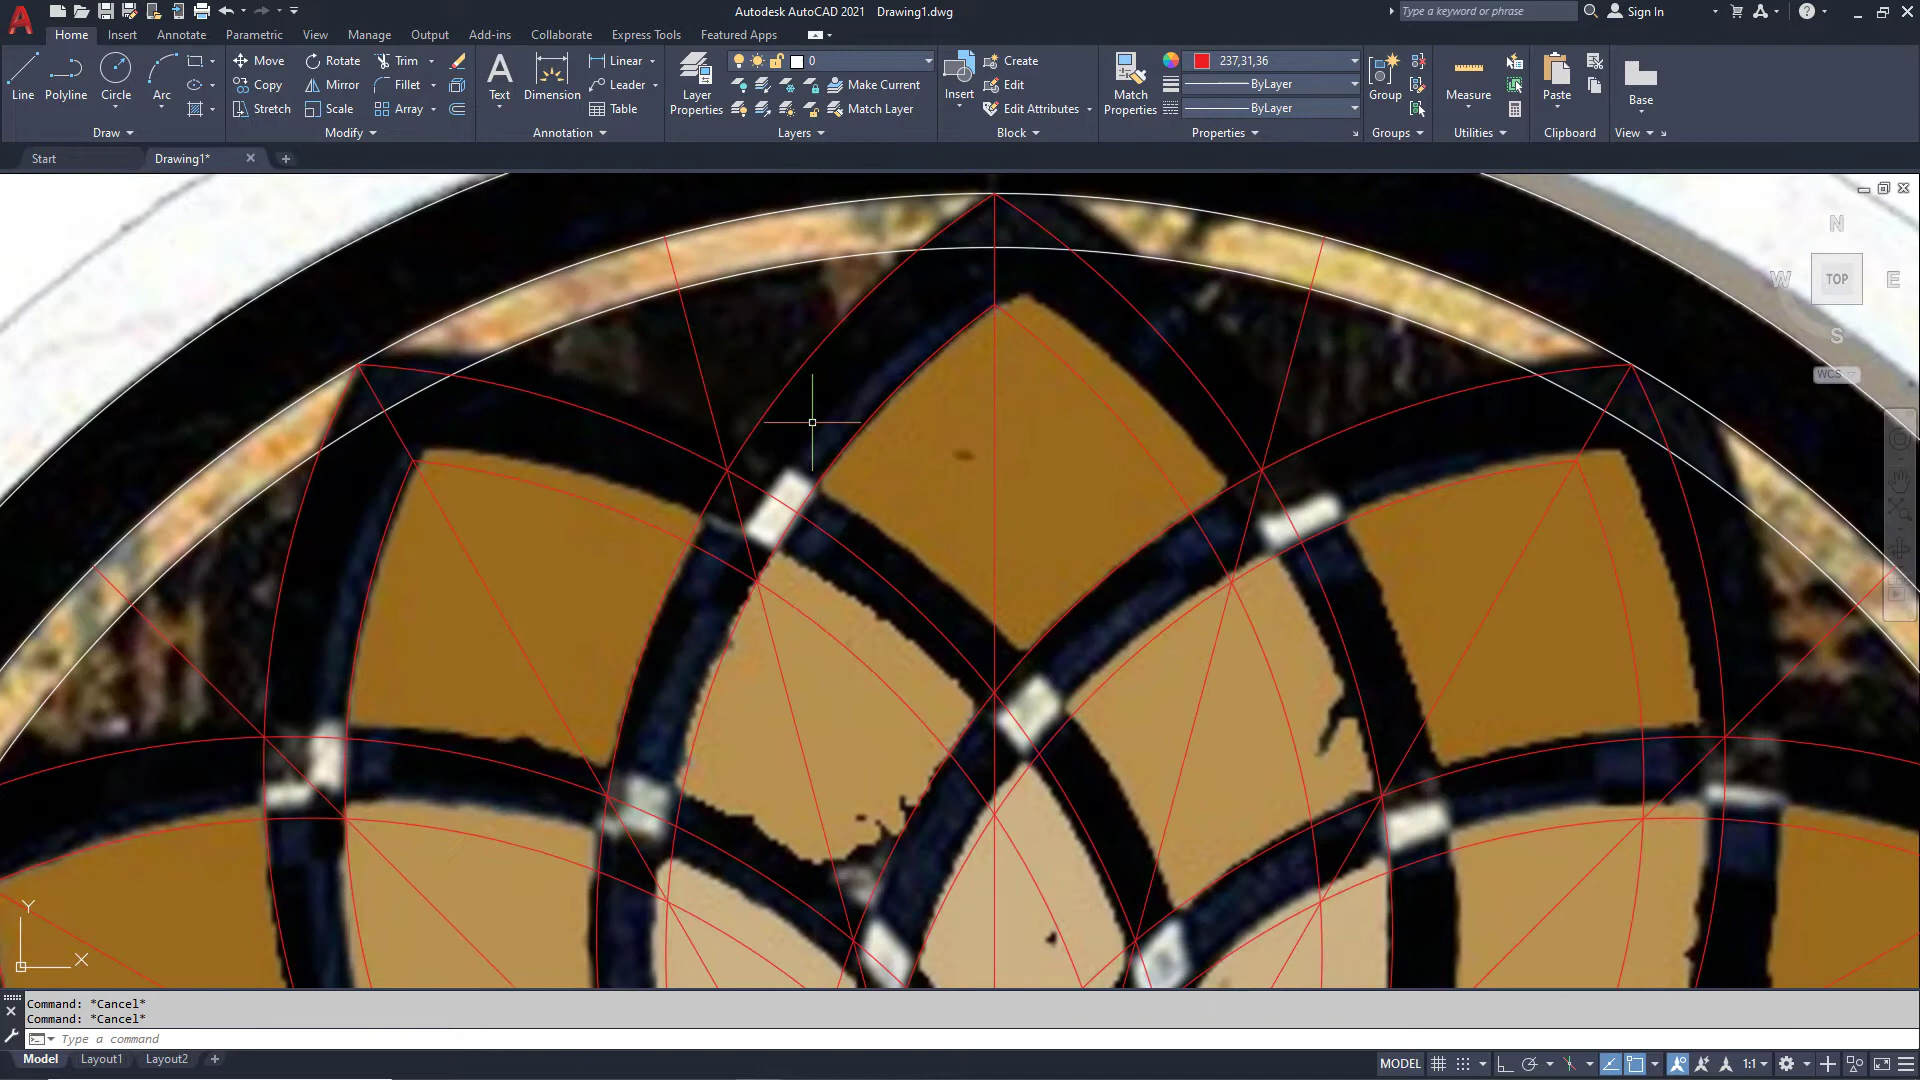 Autodesk AutoCAD 2021 Drawing1.dwg
Type a keyword or phrase
Sign In
Home Insert Annotate Parametric View Manage Output Add-ins Collaborate Express Tools Featured Apps
Line Polyline Circle Arc
Draw
Move Rotate Trim
Copy Mirror Fillet
Stretch Scale Array
Modify
Text Dimension
Linear
Leader
Table
Annotation
Layer Properties
0
Make Current
Match Layer
Layers
Insert
Create
Edit
Edit Attributes
Block
Match Properties
237,31,36
ByLayer
ByLayer
Properties
Group
Groups
Measure
Utilities
Paste
Clipboard
Base
View
Start Drawing1*
N
W TOP E
S
WCS
Y
X
Command: *Cancel*
Command: *Cancel*
Type a command
Model Layout1 Layout2
MODEL 1:1